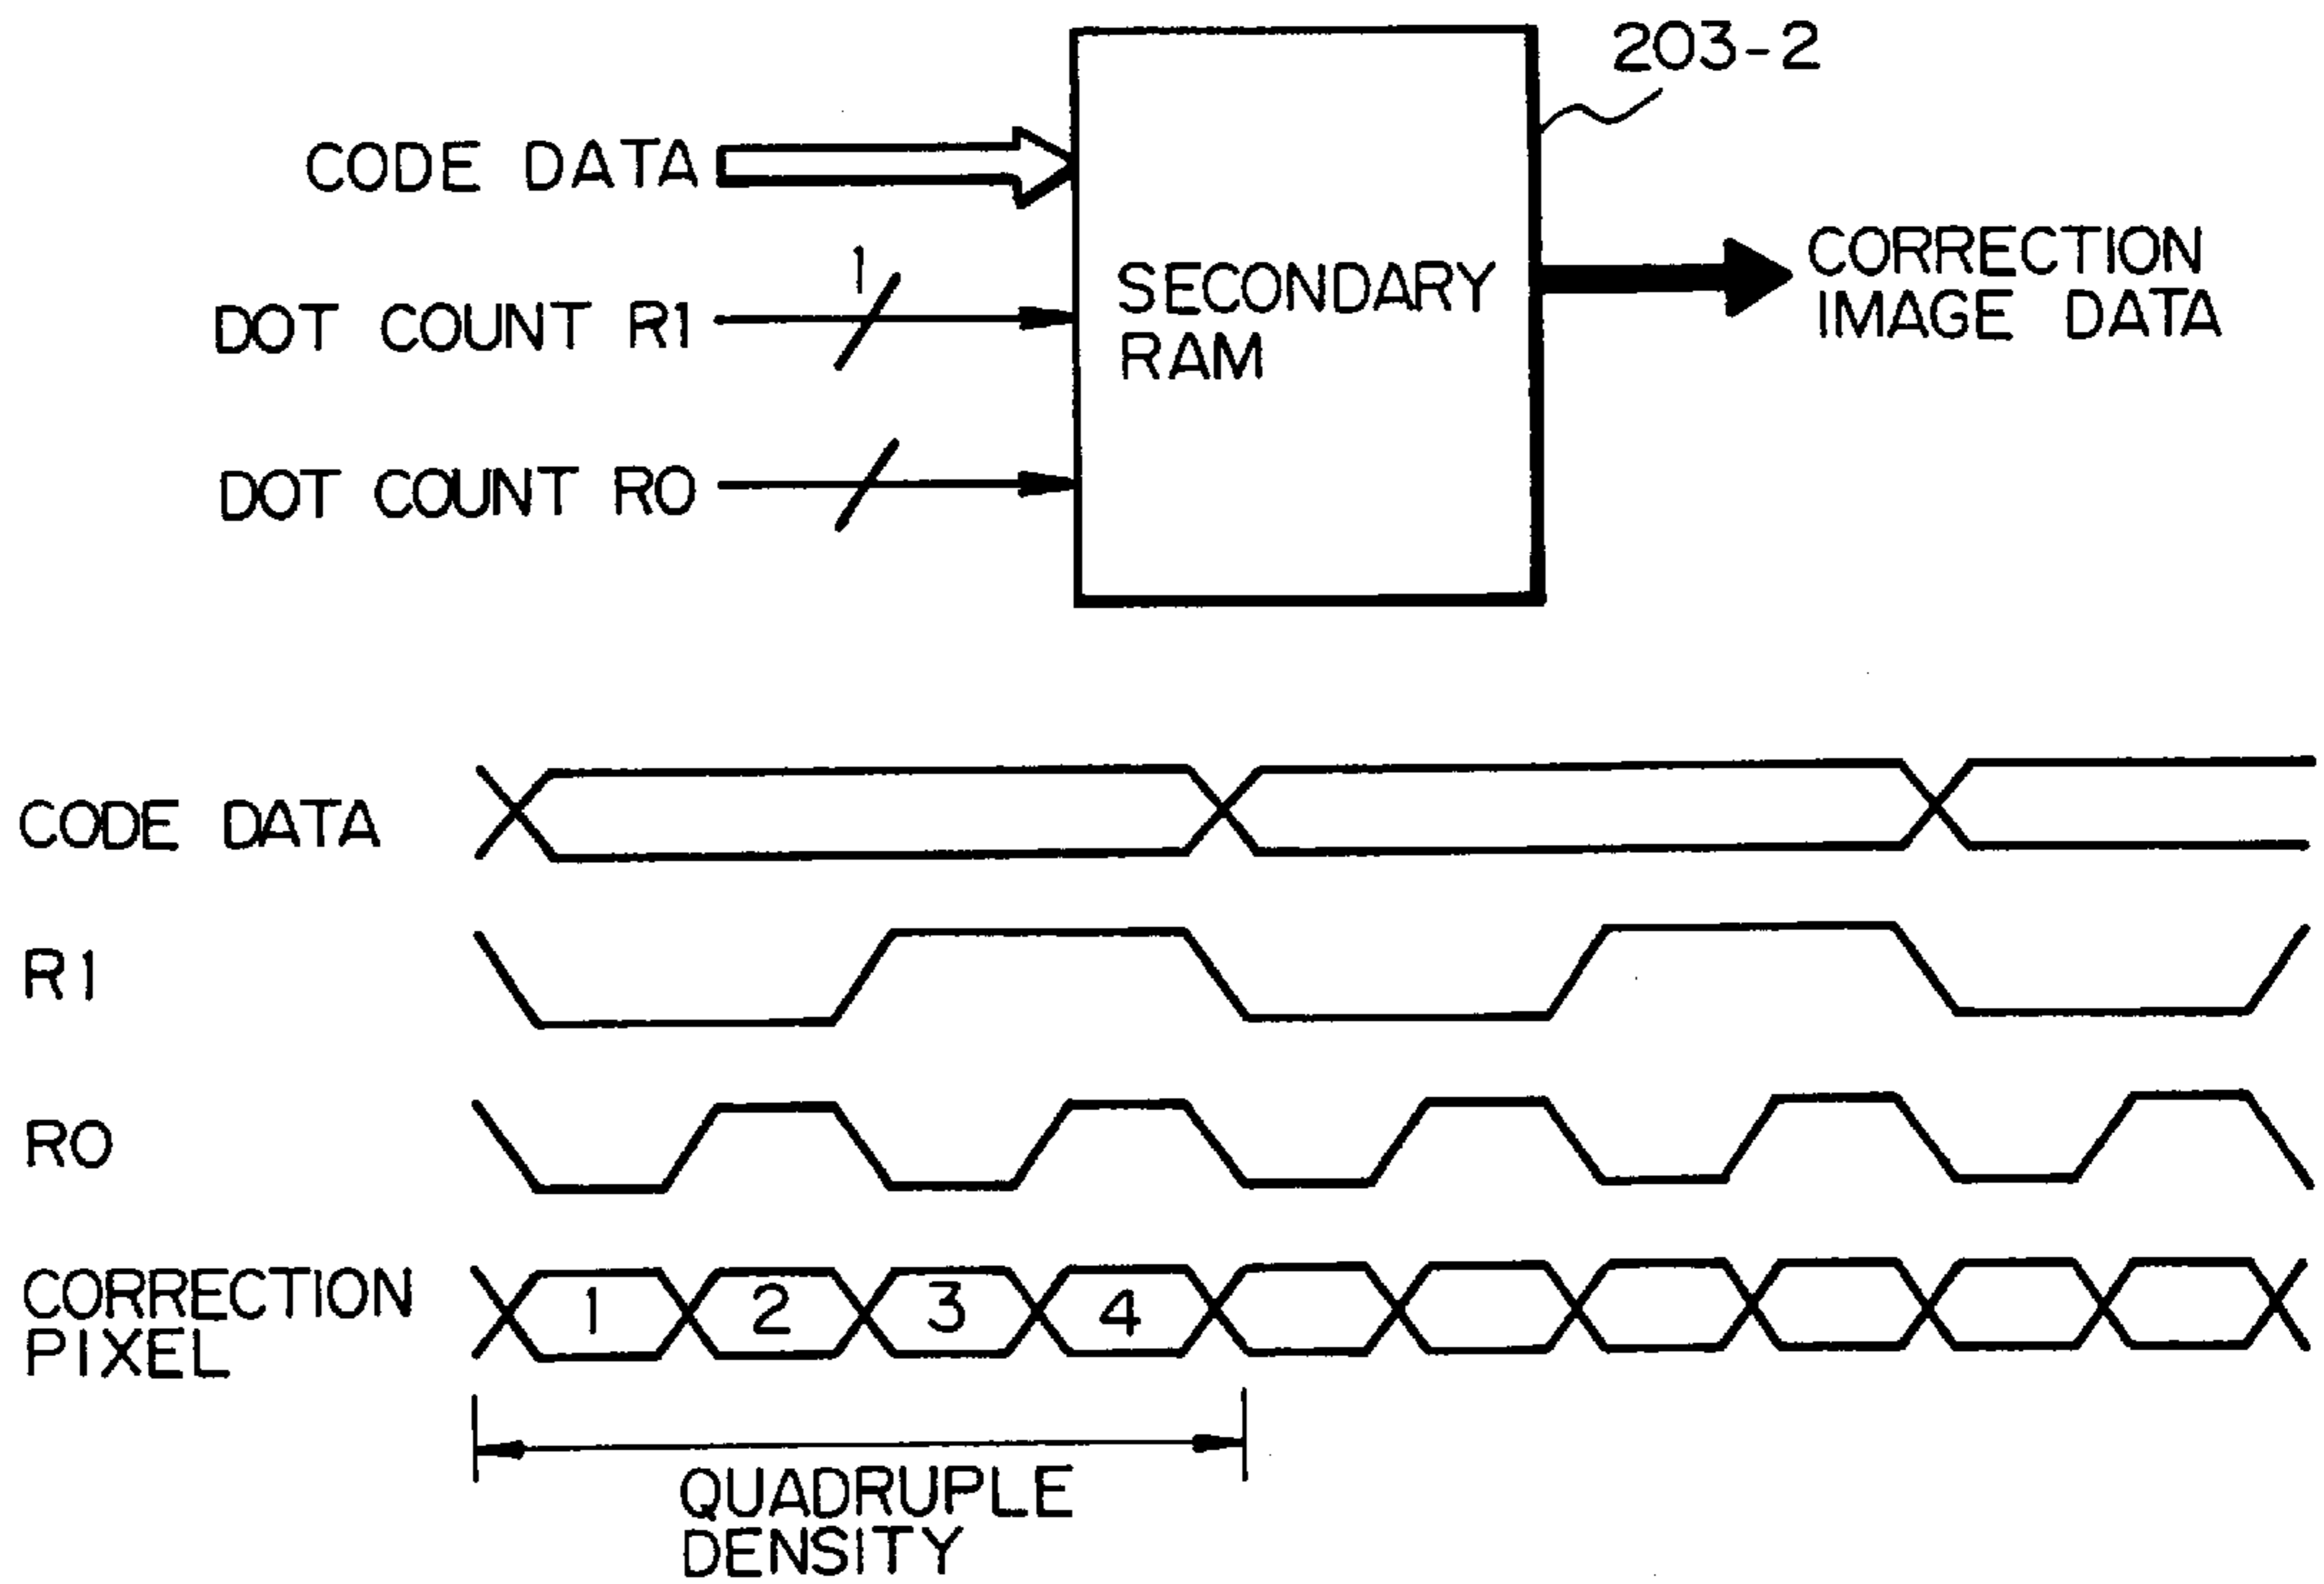 203-2
CODE DATA
1
DOT COUNT R1
SECONDARY
RAM
CORRECTION
IMAGE DATA
DOT COUNT R0
CODE DATA
R1
R0
CORRECTION
PIXEL
1 2 3 4
QUADRUPLE
DENSITY